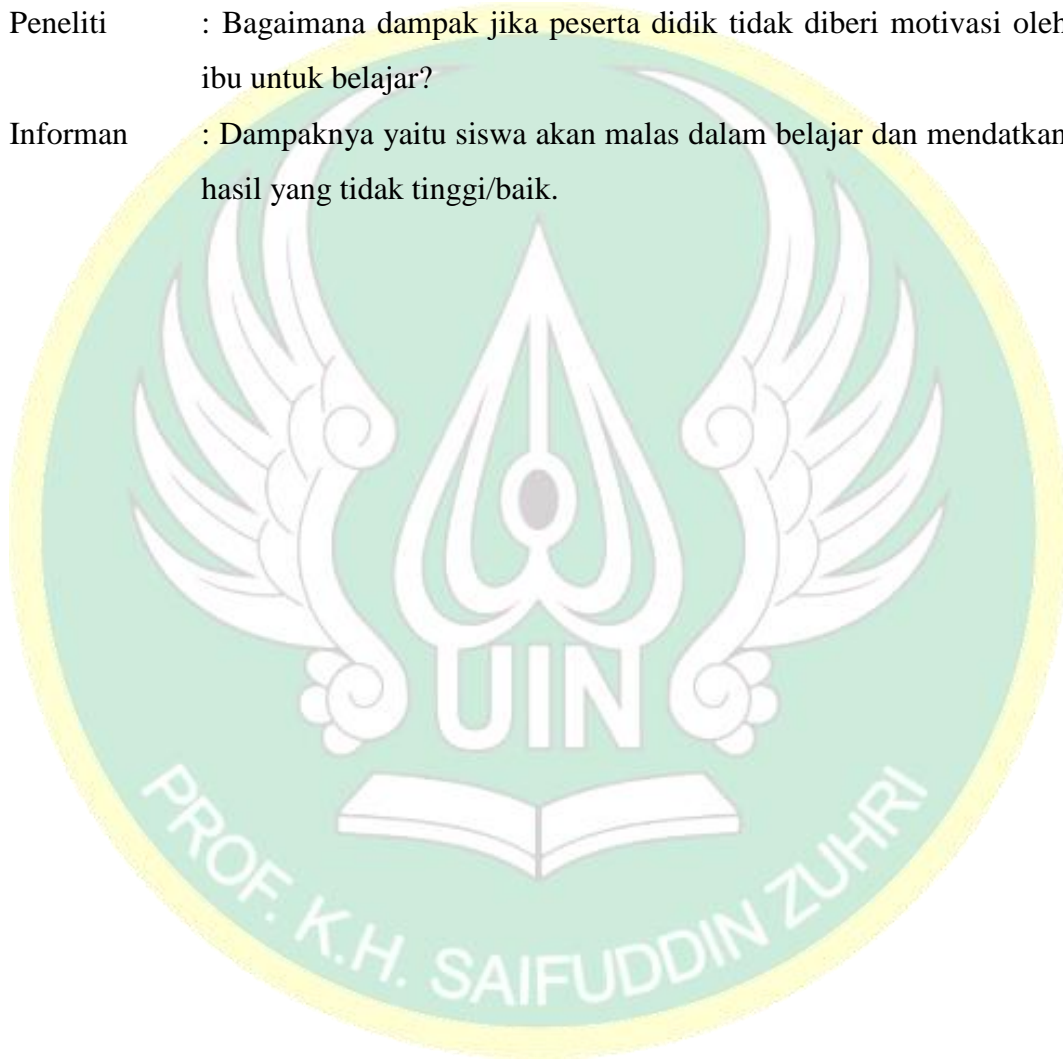 Peneliti : Bagaimana dampak jika peserta didik tidak diberi motivasi oleh
ibu untuk belajar?
Informan : Dampaknya yaitu siswa akan malas dalam belajar dan mendatkan
hasil yang tidak tinggi/baik.
UIN
PROF. K.H. SAIFUDDIN ZUHRI